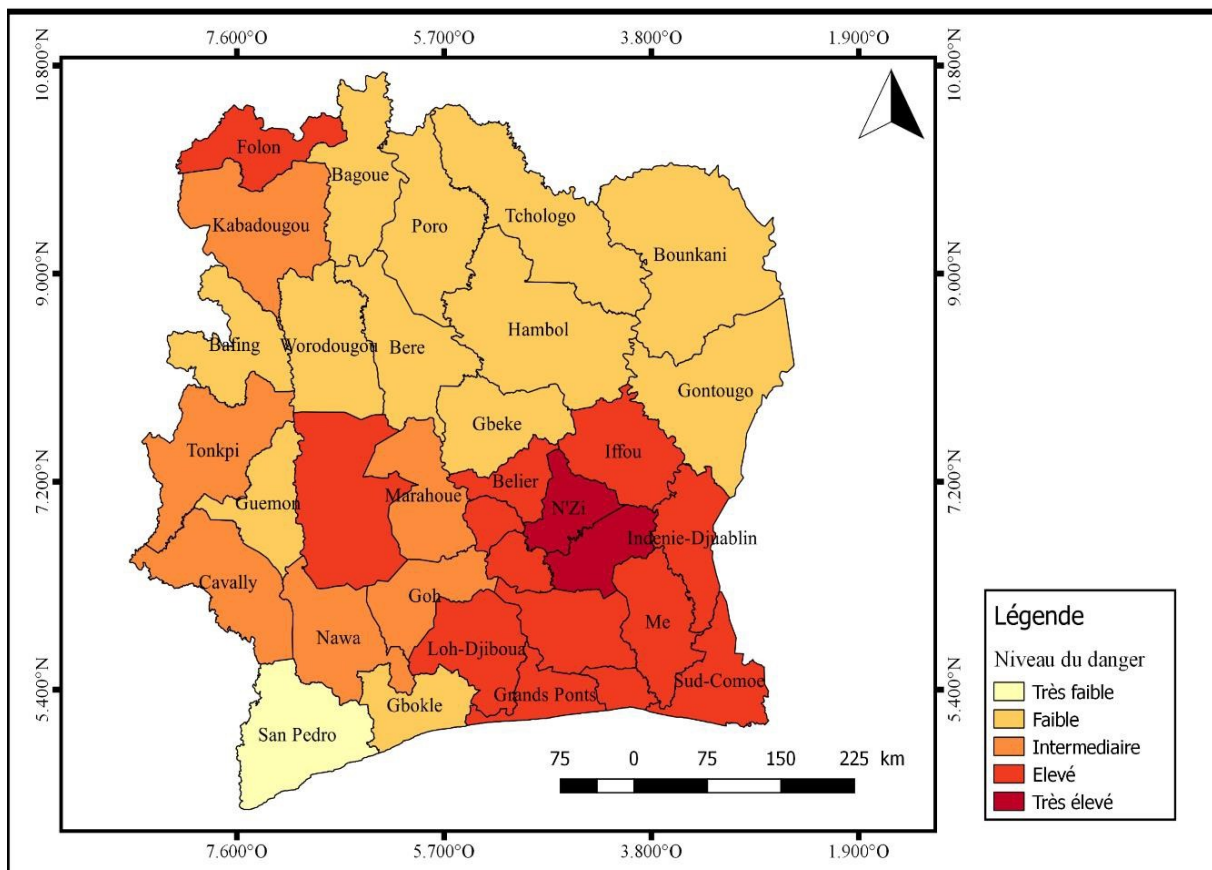 7.600°O 5.700°O 3.800°O 1.900°O
10.800°N 10.800°N
Folon
Bagoue
Kabadougou
Poro
Tchologo
Bounkani
9.000°N 9.000°N
Hambol
Bafing Worodougou Bere
Gontougo
Gbeke
Tonkpi
Iffou
Belier
7.200°N 7.200°N
Marahoue
Guemon
N'Zi
Indenie-Djuablin
Cavally
Goh
Nawa
Me
Loh-Djiboua
Sud-Comoe
Grands Ponts
5.400°N 5.400°N
Gbokle
San Pedro
75 0 75 150 225 km
7.600°O 5.700°O 3.800°O 1.900°O
Légende
Niveau du danger
Très faible
Faible
Intermediaire
Elevé
Très élevé